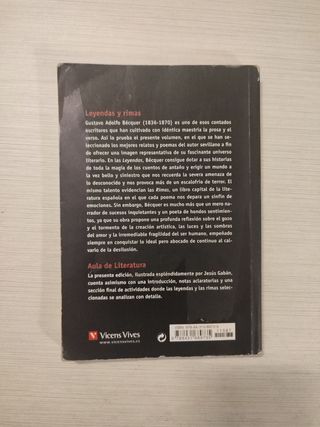 Leyendas y rimas
Gustavo Adolfo Bécquer (1834-1870) es uno de esos contados
escritores que han cultivado con idéntica maestría la prosa y el
verso. Así lo prueba el presente volumen, en el que se han selec-
cionado los mejores relatos y poemas del autor sevillano a fin
de ofrecer una imagen representativa de su fascinante universo
literario. En las Leyendas, Bécquer consigue dotar a sus historias
de toda la magia de los cuentos de antaño y erigir un mundo a
la vez bello y siniestro que nos recuerda la severa amenaza de
lo desconocido y nos provoca más de un escalofrío de terror. El
mismo talento evidencian las Rimas, un libro capital de la lite-
ratura española en el que cada poema nos depara un sinfín de
emociones. Sin embargo, Bécquer es mucho más que un mero na-
rrador de sucesos inquietantes y un poeta de hondos sentimien-
tos, ya que su obra propone una profunda reflexión sobre el gozo
y el tormento de la creación artística, las luces y las sombras
del amor y la irremediable fragilidad del ser humano, empeñado
siempre en conquistar lo ideal pero abocado de continuo al cal-
vario de la desilusión.
Aula de Literatura
La presente edición, ilustrada espléndidamente por Jesús Gabán,
cuenta asimismo con una introducción, notas aclaratorias y una
sección final de actividades donde las leyendas y las rimas selec-
cionadas se analizan con detalle.
Vicens Vives
www.vicensvives.es